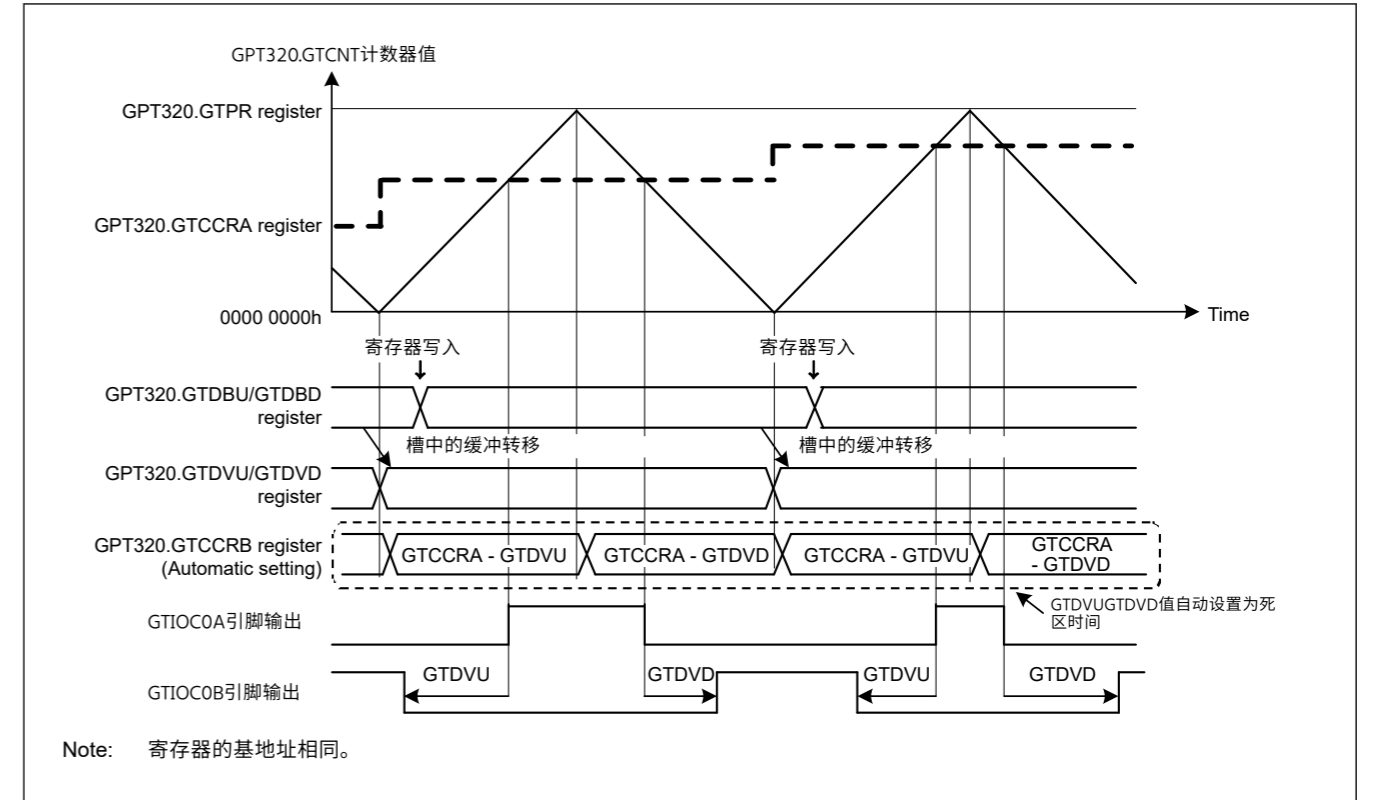 GPT320.GTCNT计数器值
GPT320.GTPR register
GPT320.GTCCRA register
0000 0000h
Time
寄存器写入
寄存器写入
GPT320.GTDBU/GTDBD
register
槽中的缓冲转移
槽中的缓冲转移
GPT320.GTDVU/GTDVD
register
GPT320.GTCCRB register
(Automatic setting)
GTCCRA - GTDVU
GTCCRA - GTDVD
GTCCRA - GTDVU
GTCCRA
- GTDVD
GTDVUGTDVD值自动设置为死
区时间
GTIOC0A引脚输出
GTIOC0B引脚输出
GTDVU
GTDVD
GTDVU
GTDVD
Note: 寄存器的基地址相同。